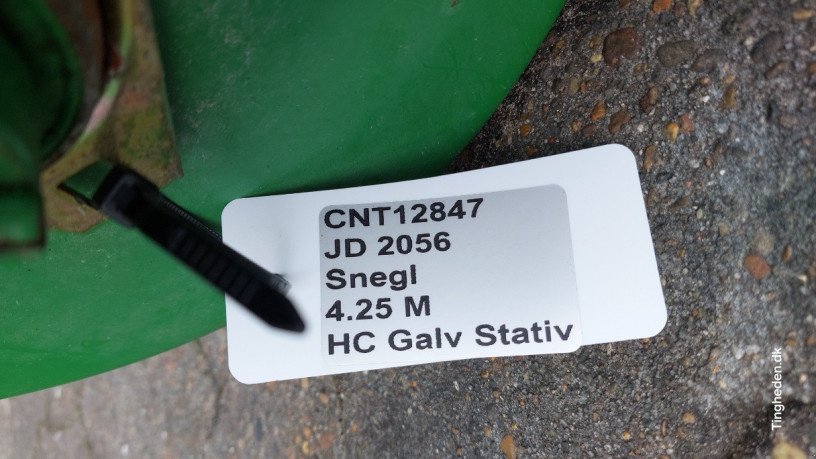 CNT12847
JD 2056
Snegl
4.25 M
HC Galv Stativ
Tingheden.dk